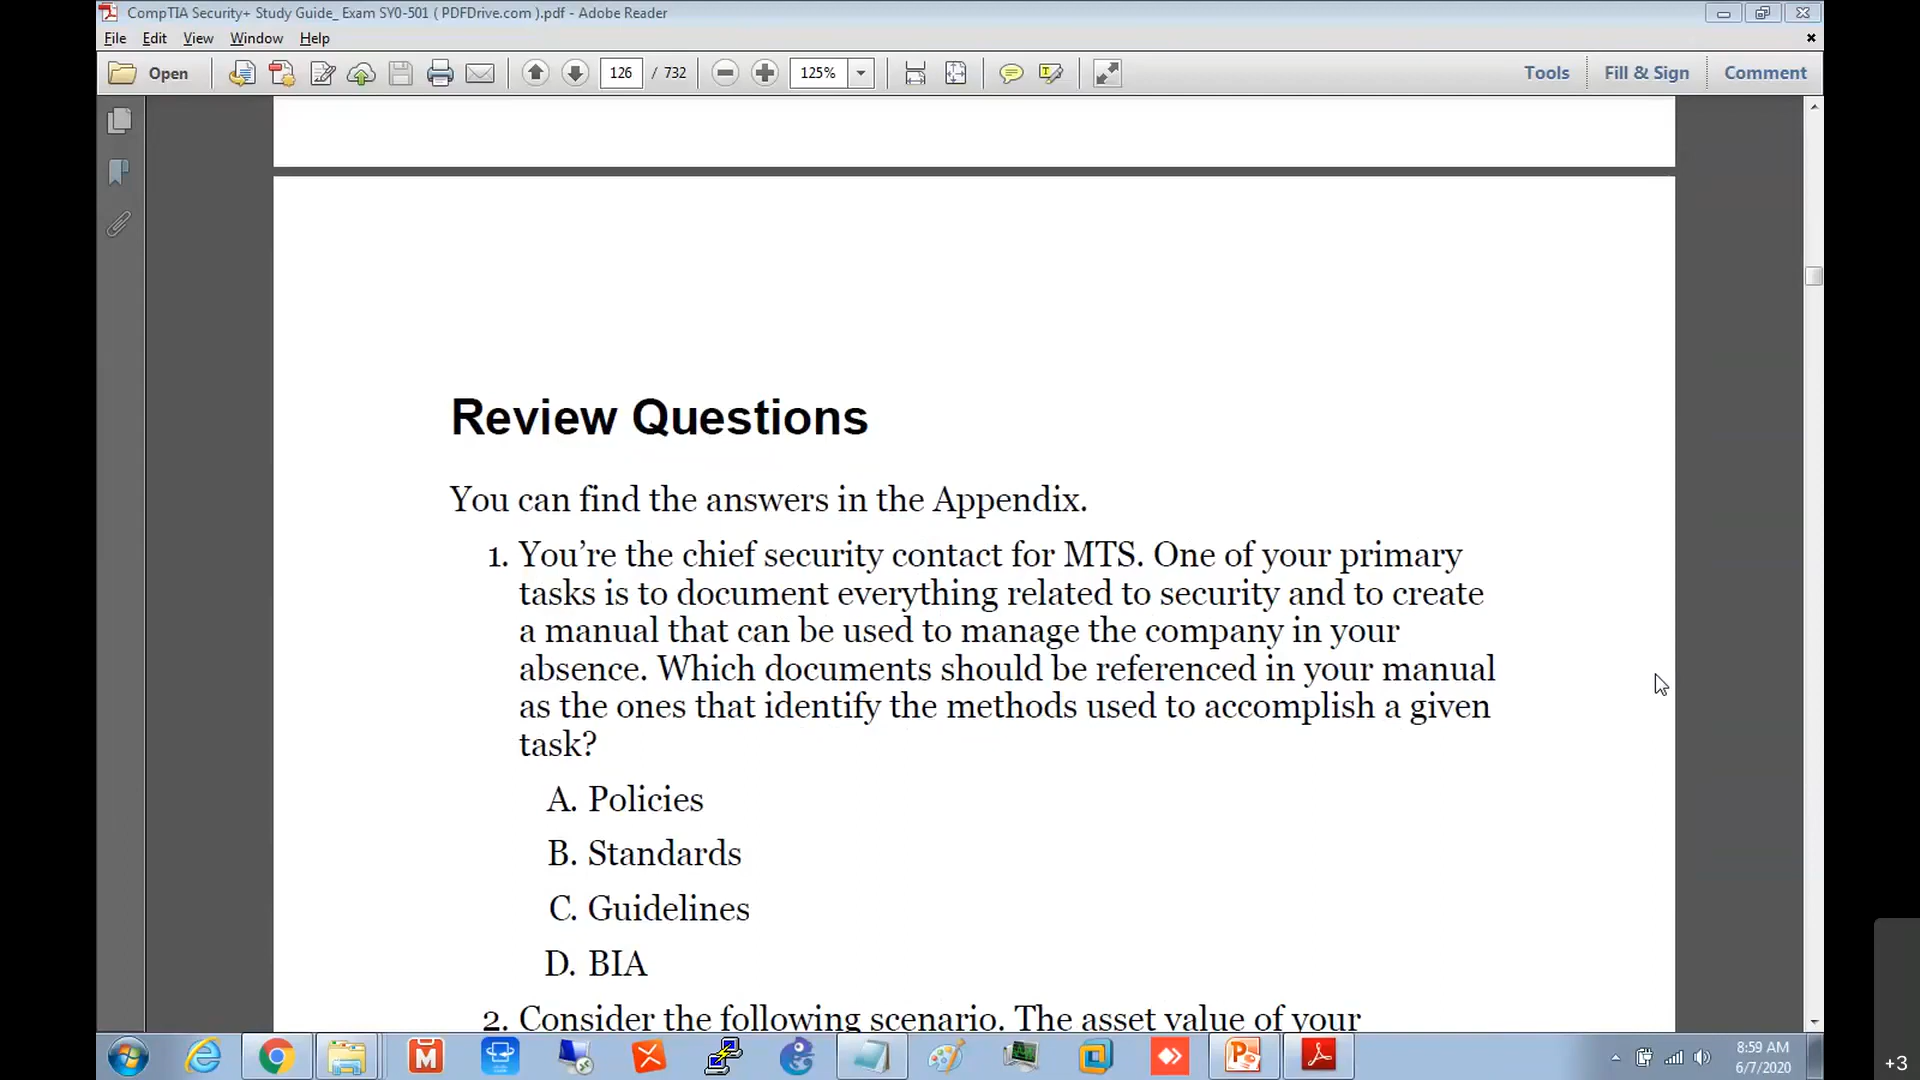 CompTIA Security+ Study Guide_ Exam SY0-501 ( PDFDrive.com ).pdf - Adobe Reader
File Edit View Window Help
Open 126 / 732 125% Tools Fill & Sign Comment
Review Questions
You can find the answers in the Appendix.
1. You’re the chief security contact for MTS. One of your primary
tasks is to document everything related to security and to create
a manual that can be used to manage the company in your
absence. Which documents should be referenced in your manual
as the ones that identify the methods used to accomplish a given
task?
A. Policies
B. Standards
C. Guidelines
D. BIA
2. Consider the following scenario. The asset value of your
8:59 AM
6/7/2020
+3